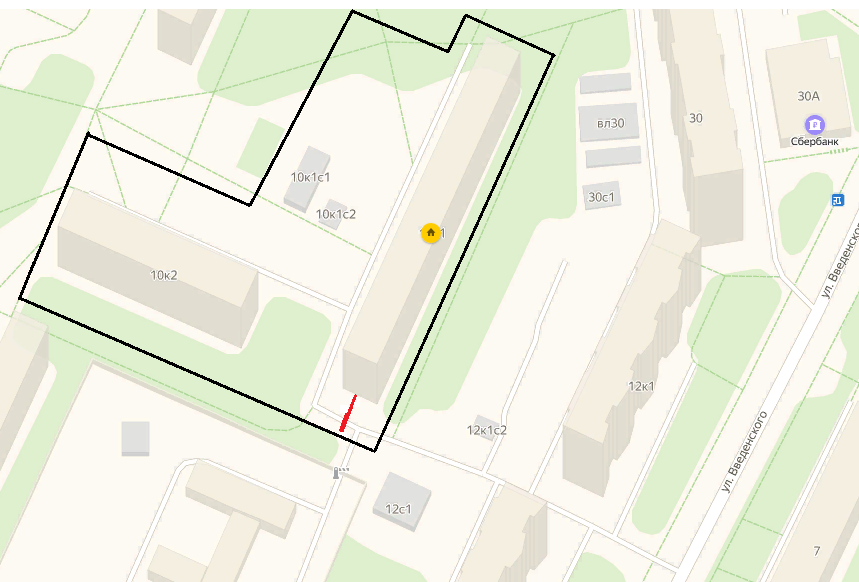 30А
вл30
30
Сбербанк
10к1с1
30с1
10к1с2
ул. Введенского
10к2
12к1
12к1с2
ул. Введенского
12с1
7